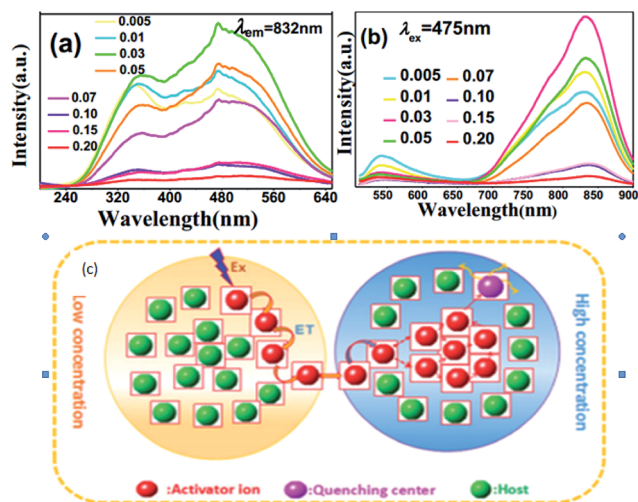 (a)
λem=832nm
0.005
0.01
0.03
0.05
0.07
0.10
0.15
0.20
Intensity(a.u.)
240 320 400 480 560 640
Wavelength(nm)
(b)
λex=475nm
0.005 0.07
0.01 0.10
0.03 0.15
0.05 0.20
Intensity(a.u.)
550 600 650 700 750 800 850 900
Wavelength(nm)
(c)
Low concentration
Ex
ET
High concentration
:Activator ion :Quenching center :Host